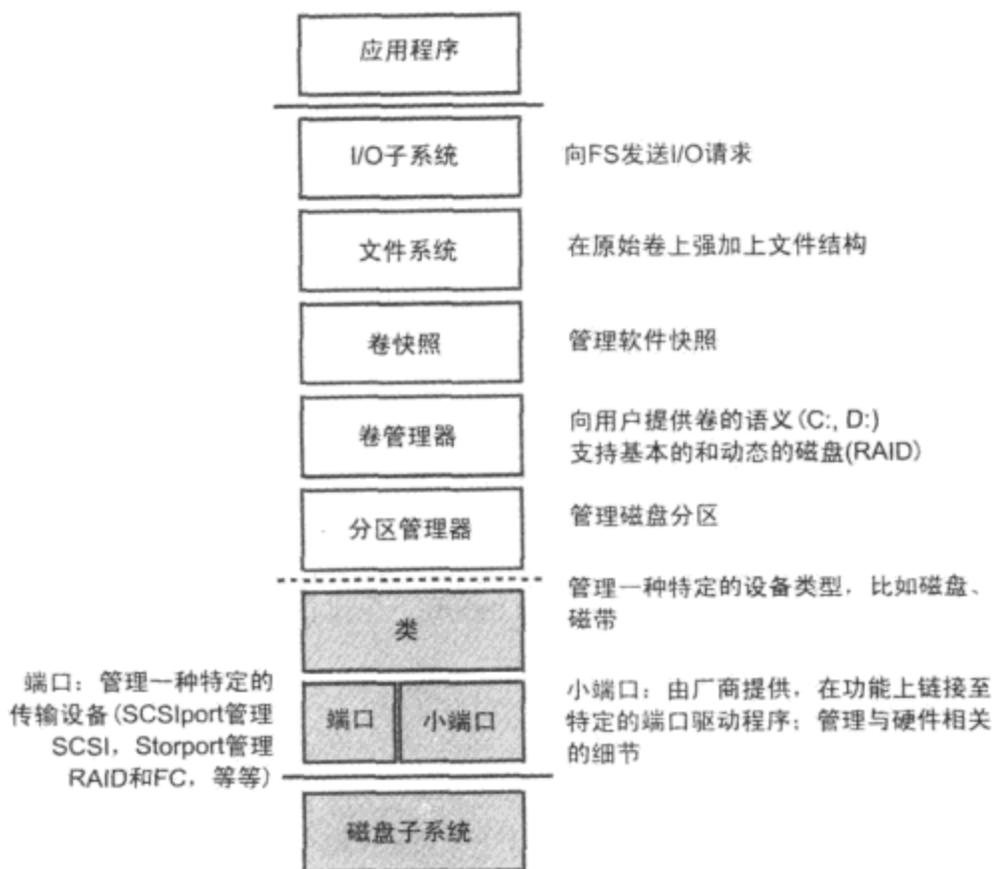 应用程序
I/O子系统
向FS发送I/O请求
文件系统
在原始卷上强加上文件结构
卷快照
管理软件快照
卷管理器
向用户提供卷的语义(C:, D:)
支持基本的和动态的磁盘(RAID)
分区管理器
管理磁盘分区
类
管理一种特定的设备类型，比如磁盘、
磁带
端口：管理一种特定的
传输设备(SCSIport管理
SCSI，Storport管理
RAID和FC，等等)
端口
小端口
小端口：由厂商提供，在功能上链接至
特定的端口驱动程序；管理与硬件相关
的细节
磁盘子系统